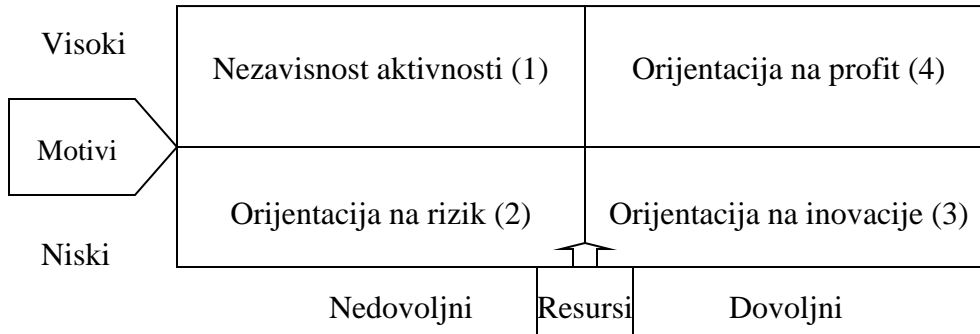 Visoki
Nezavisnost aktivnosti (1)
Orijentacija na profit (4)
Motivi
Orijentacija na rizik (2)
Orijentacija na inovacije (3)
Niski
Nedovoljni
Resursi
Dovoljni